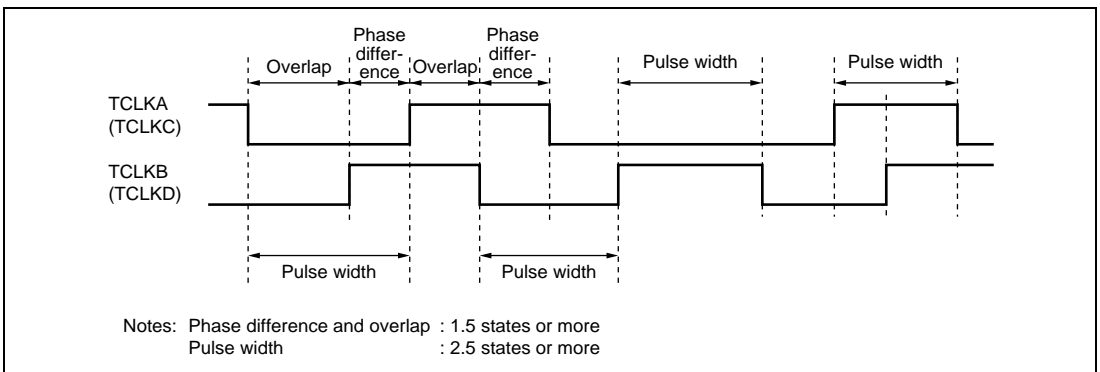 Phase
differ-
ence
Phase
differ-
ence
Overlap
Overlap
Pulse width
Pulse width
TCLKA
(TCLKC)
TCLKB
(TCLKD)
Pulse width
Pulse width
Notes: Phase difference and overlap : 1.5 states or more
Pulse width : 2.5 states or more